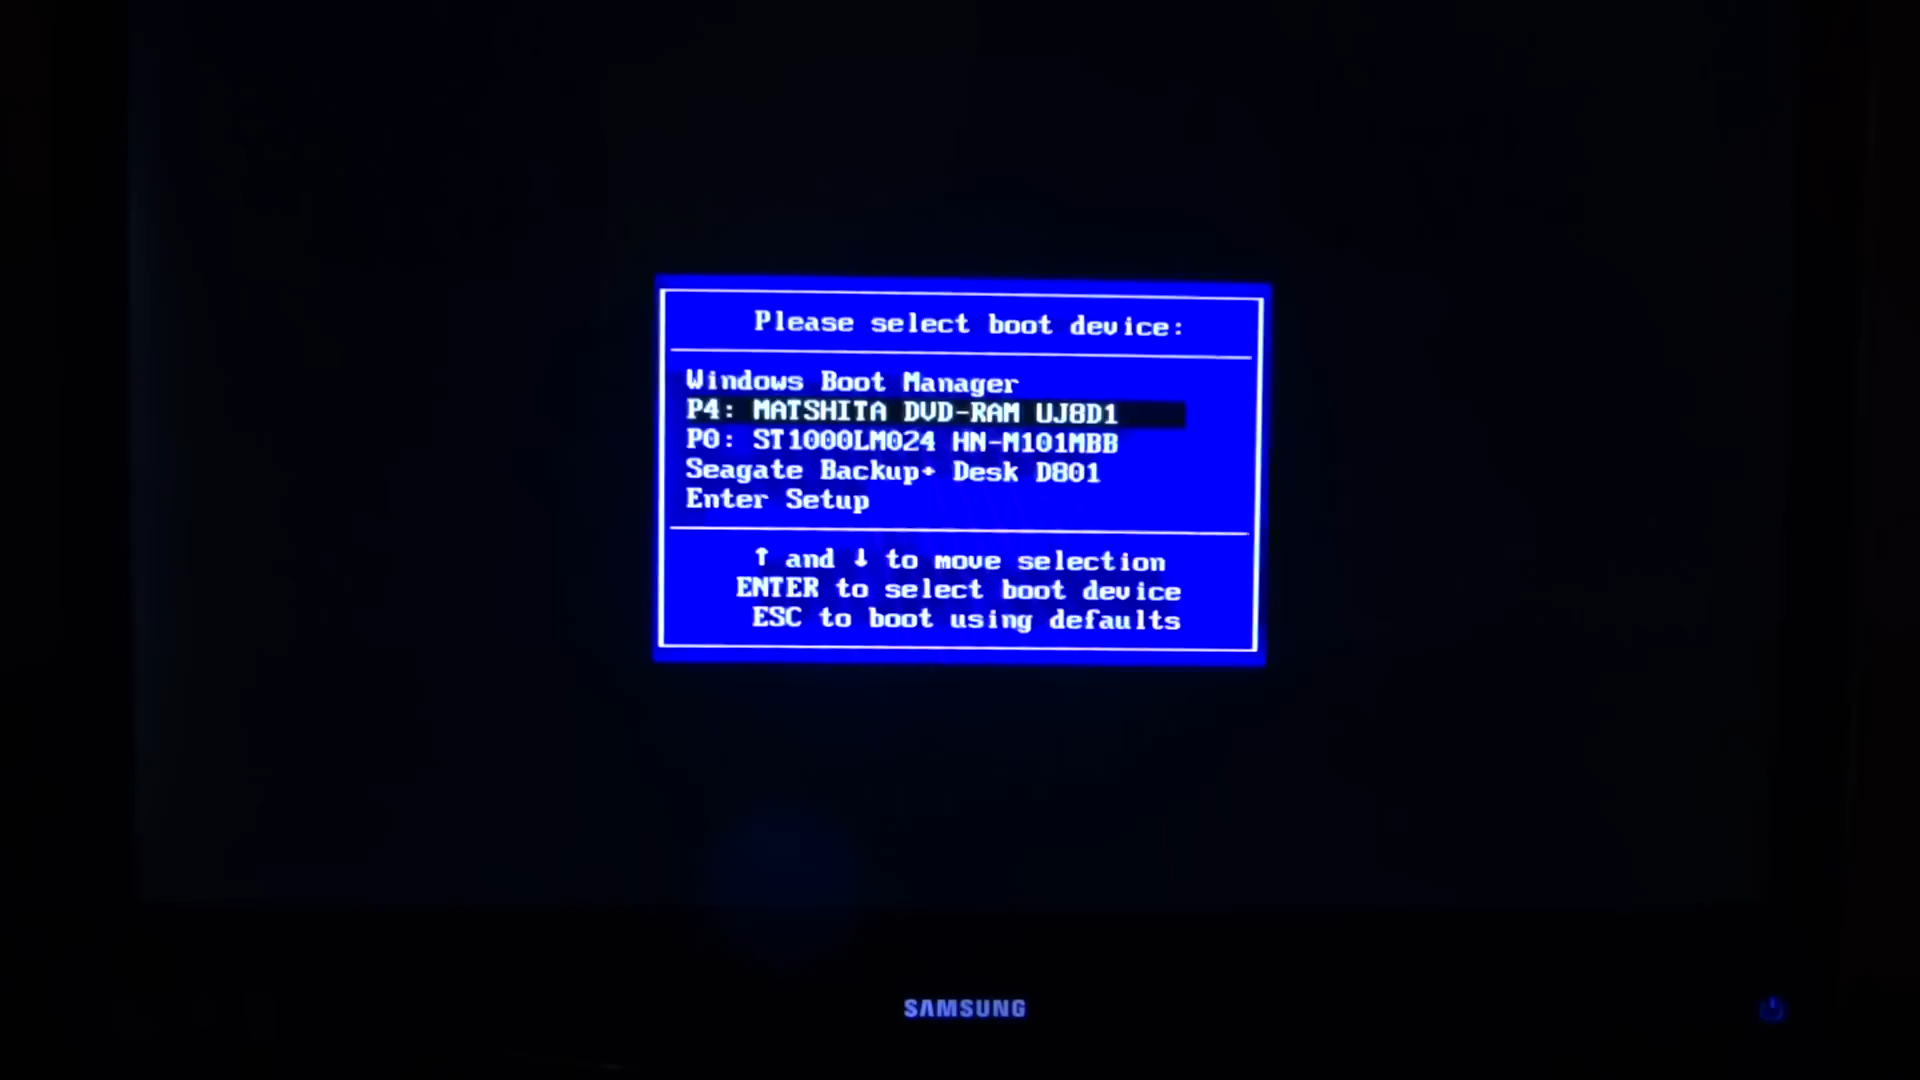 Please select boot device:
Windows Boot Manager
P4: MATSHITA DVD-RAM UJ8D1
P0: ST1000LM024 HN-M101MBB
Seagate Backup+ Desk D801
Enter Setup
↑ and ↓ to move selection
ENTER to select boot device
ESC to boot using defaults
SAMSUNG